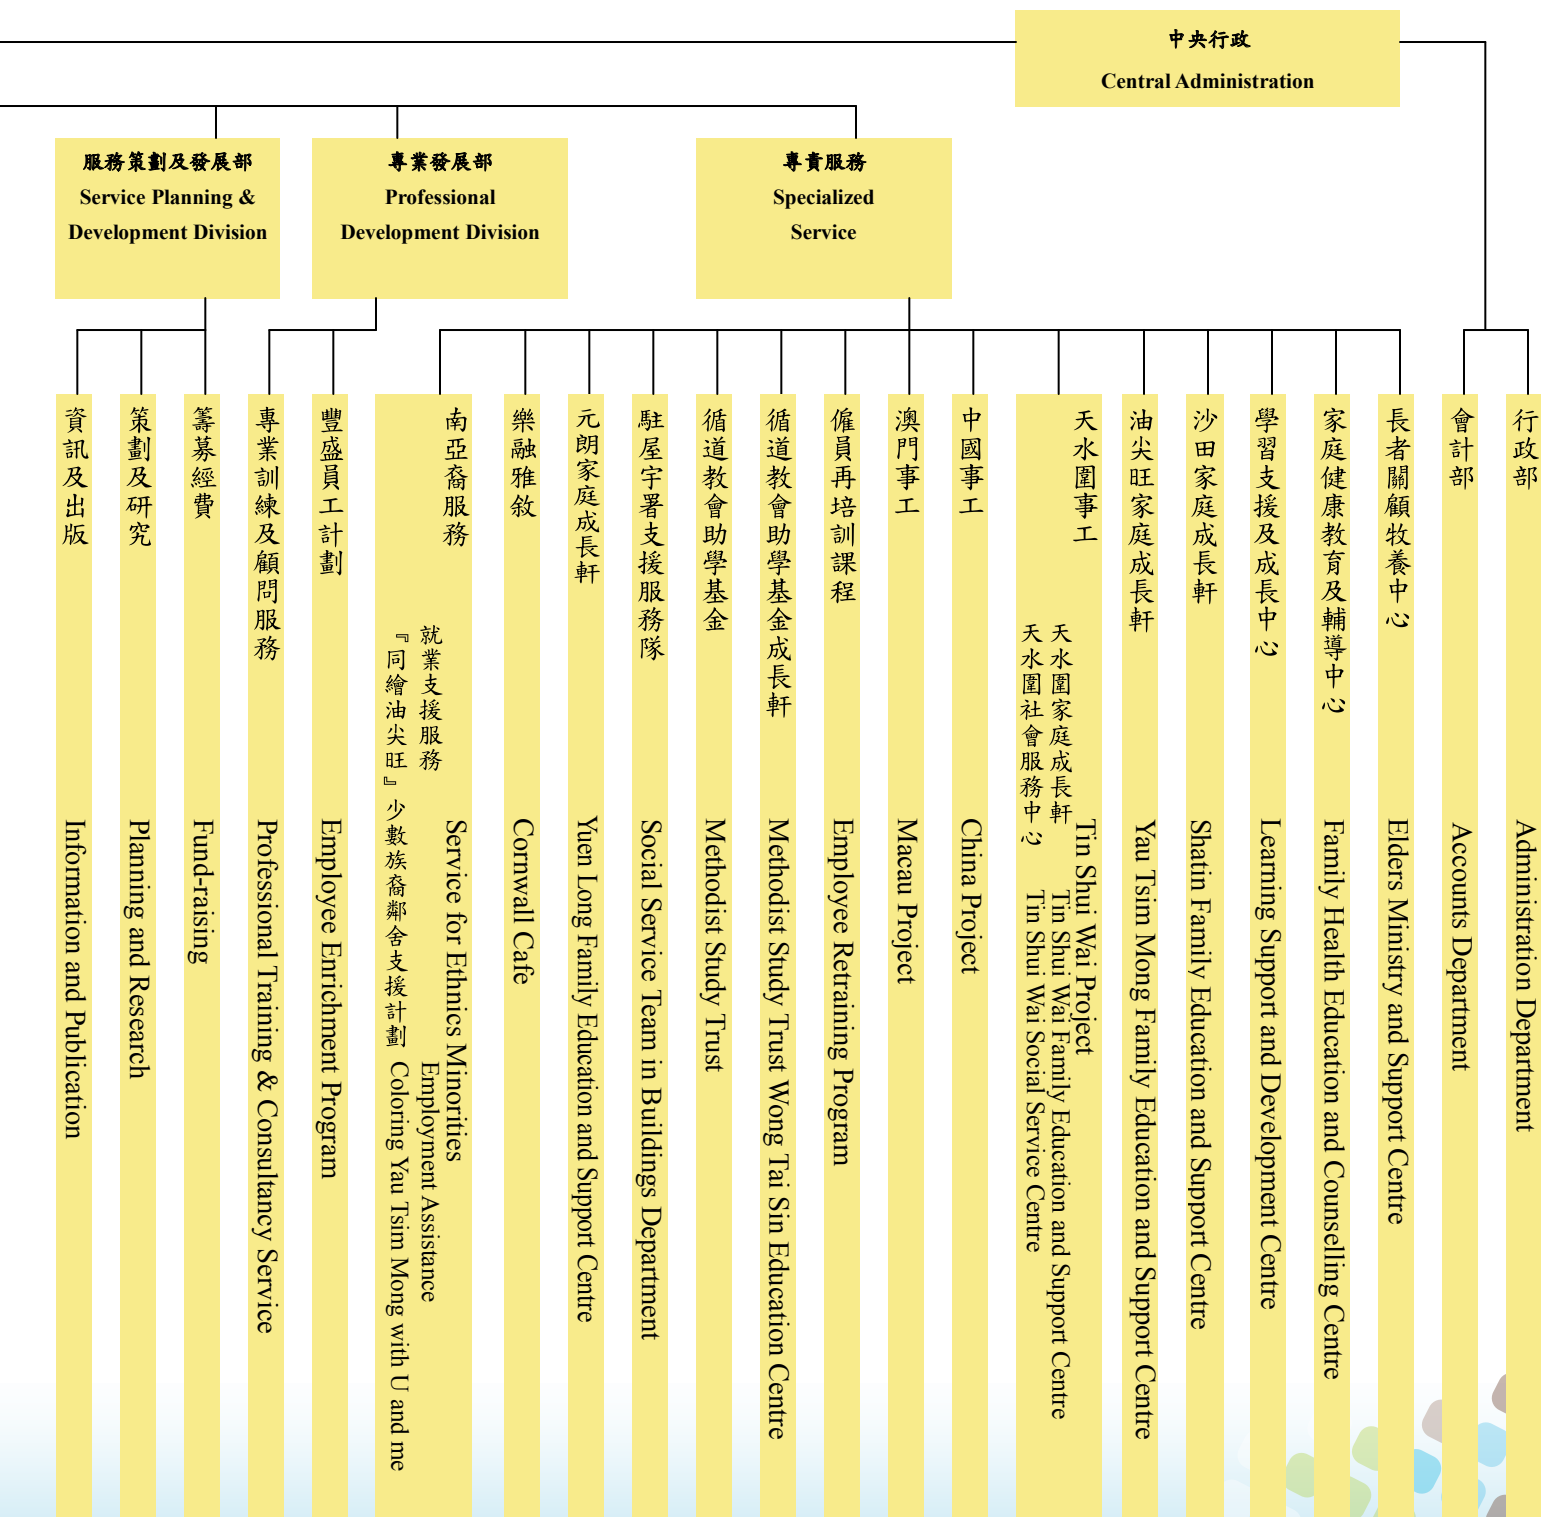 中央行政
Central Administration
服務策劃及發展部
Service Planning &
Development Division
專業發展部
Professional
Development Division
專責服務
Specialized
Service
資訊及出版
Information and Publication
策劃及研究
Planning and Research
籌募經費
Fund-raising
專業訓練及顧問服務
Professional Training & Consultancy Service
豐盛員工計劃
Employee Enrichment Program
南亞裔服務
Service for Ethnics Minorities
就業支援服務
Employment Assistance
『同繪油尖旺』少數族裔鄰舍支援計劃
Coloring Yau Tsim Mong with U and me
樂融雅敘
Cornwall Cafe
元朗家庭成長軒
Yuen Long Family Education and Support Centre
駐屋宇署支援服務隊
Social Service Team in Buildings Department
循道教會助學基金
Methodist Study Trust
循道教會助學基金成長軒
Methodist Study Trust Wong Tai Sin Education Centre
僱員再培訓課程
Employee Retraining Program
澳門事工
Macau Project
中國事工
China Project
天水圍事工
Tin Shui Wai Project
天水圍家庭成長軒
Tin Shui Wai Family Education and Support Centre
天水圍社會服務中心
Tin Shui Wai Social Service Centre
油尖旺家庭成長軒
Yau Tsim Mong Family Education and Support Centre
沙田家庭成長軒
Shatin Family Education and Support Centre
學習支援及成長中心
Learning Support and Development Centre
家庭健康教育及輔導中心
Family Health Education and Counselling Centre
長者關顧牧養中心
Elders Ministry and Support Centre
會計部
Accounts Department
行政部
Administration Department